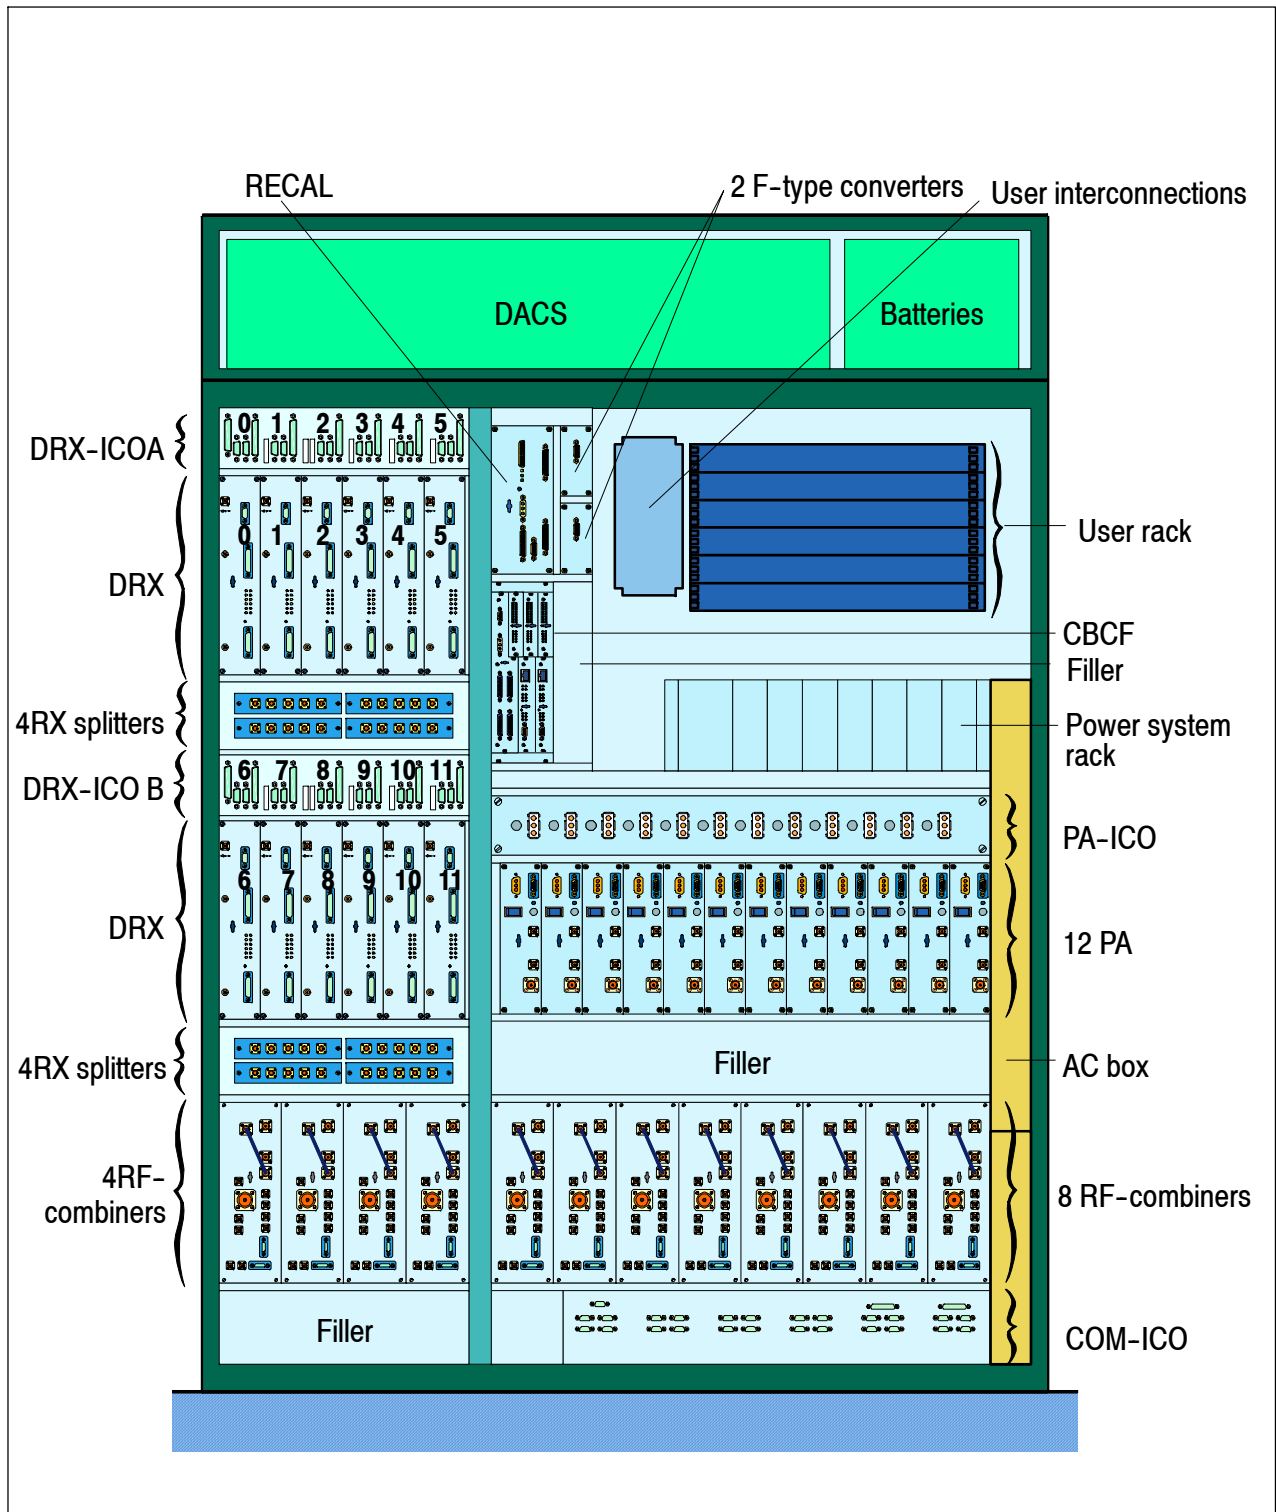 RECAL
2 F-type converters
User interconnections
DACS
Batteries
DRX-ICOA
0 1 2 3 4 5
DRX
0 1 2 3 4 5
User rack
CBCF
Filler
4RX splitters
Power system
rack
DRX-ICO B
6 7 8 9 10 11
PA-ICO
DRX
6 7 8 9 10 11
12 PA
4RX splitters
Filler
AC box
4RF-
combiners
8 RF-combiners
Filler
COM-ICO